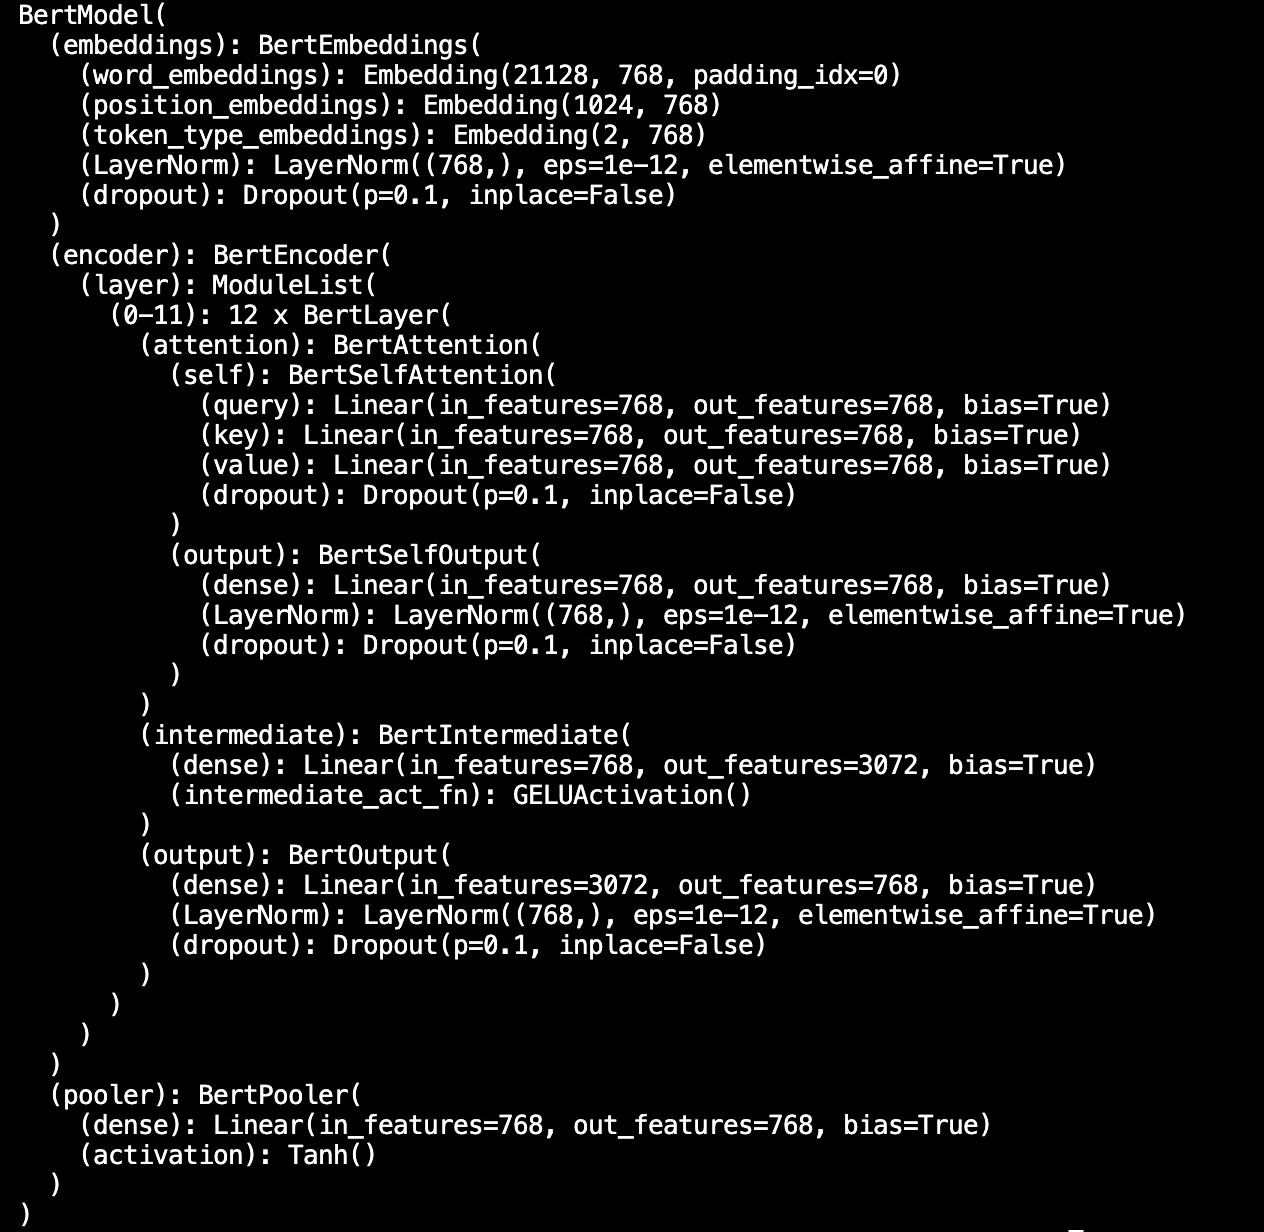 BertModel(
  (embeddings): BertEmbeddings(
    (word_embeddings): Embedding(21128, 768, padding_idx=0)
    (position_embeddings): Embedding(1024, 768)
    (token_type_embeddings): Embedding(2, 768)
    (LayerNorm): LayerNorm((768,), eps=1e-12, elementwise_affine=True)
    (dropout): Dropout(p=0.1, inplace=False)
  )
  (encoder): BertEncoder(
    (layer): ModuleList(
      (0-11): 12 x BertLayer(
        (attention): BertAttention(
          (self): BertSelfAttention(
            (query): Linear(in_features=768, out_features=768, bias=True)
            (key): Linear(in_features=768, out_features=768, bias=True)
            (value): Linear(in_features=768, out_features=768, bias=True)
            (dropout): Dropout(p=0.1, inplace=False)
          )
          (output): BertSelfOutput(
            (dense): Linear(in_features=768, out_features=768, bias=True)
            (LayerNorm): LayerNorm((768,), eps=1e-12, elementwise_affine=True)
            (dropout): Dropout(p=0.1, inplace=False)
          )
        )
        (intermediate): BertIntermediate(
          (dense): Linear(in_features=768, out_features=3072, bias=True)
          (intermediate_act_fn): GELUActivation()
        )
        (output): BertOutput(
          (dense): Linear(in_features=3072, out_features=768, bias=True)
          (LayerNorm): LayerNorm((768,), eps=1e-12, elementwise_affine=True)
          (dropout): Dropout(p=0.1, inplace=False)
        )
      )
    )
  )
  (pooler): BertPooler(
    (dense): Linear(in_features=768, out_features=768, bias=True)
    (activation): Tanh()
  )
)